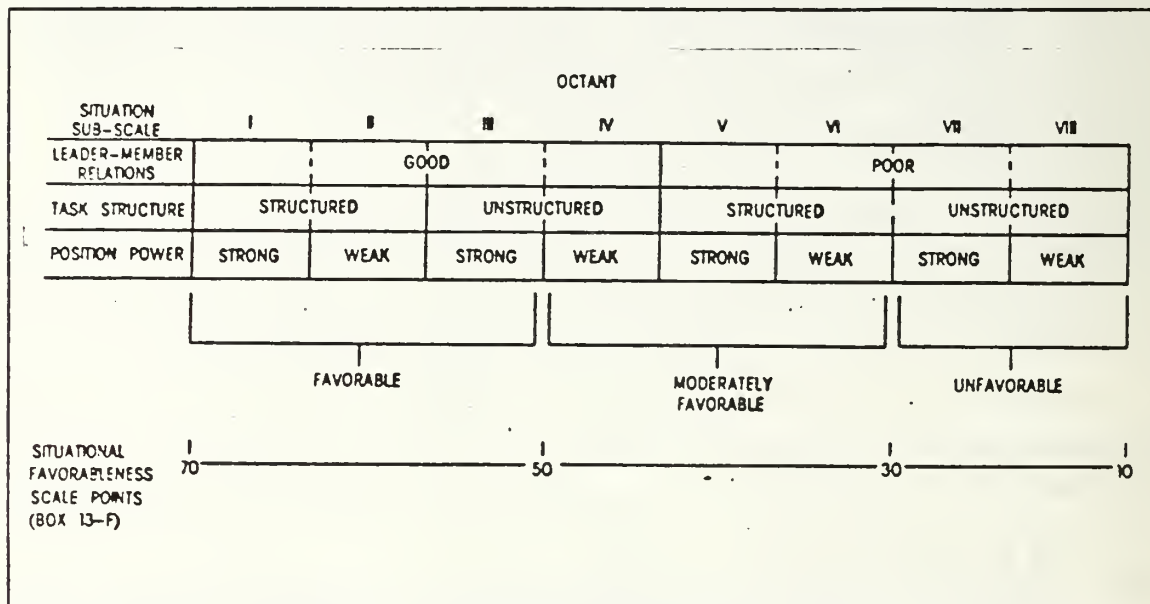 OCTANT
SITUATION
SUB-SCALE I II III IV V VI VII VIII
LEADER-MEMBER
RELATIONS GOOD POOR
TASK STRUCTURE STRUCTURED UNSTRUCTURED STRUCTURED UNSTRUCTURED
POSITION POWER STRONG WEAK STRONG WEAK STRONG WEAK STRONG WEAK
FAVORABLE MODERATELY
FAVORABLE UNFAVORABLE
SITUATIONAL
FAVORABLENESS
SCALE POINTS
(BOX 13-F)
70 50 30 10